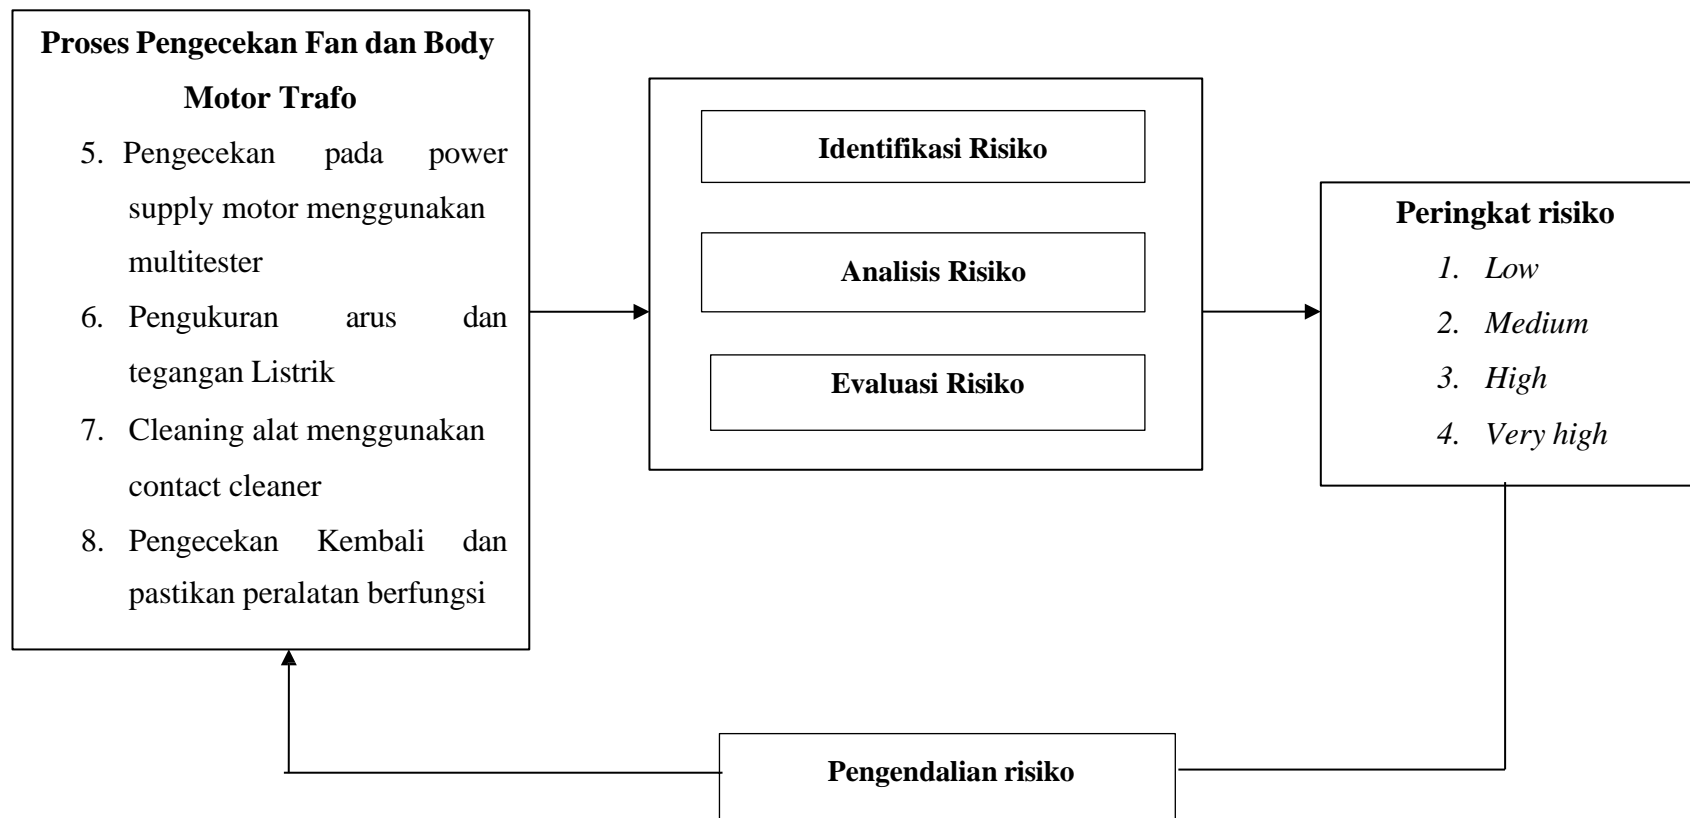 Proses Pengecekan Fan dan Body
Motor Trafo
5. Pengecekan pada power
supply motor menggunakan
multitester
6. Pengukuran arus dan
tegangan Listrik
7. Cleaning alat menggunakan
contact cleaner
8. Pengecekan Kembali dan
pastikan peralatan berfungsi
Identifikasi Risiko
Analisis Risiko
Evaluasi Risiko
Peringkat risiko
1. Low
2. Medium
3. High
4. Very high
Pengendalian risiko